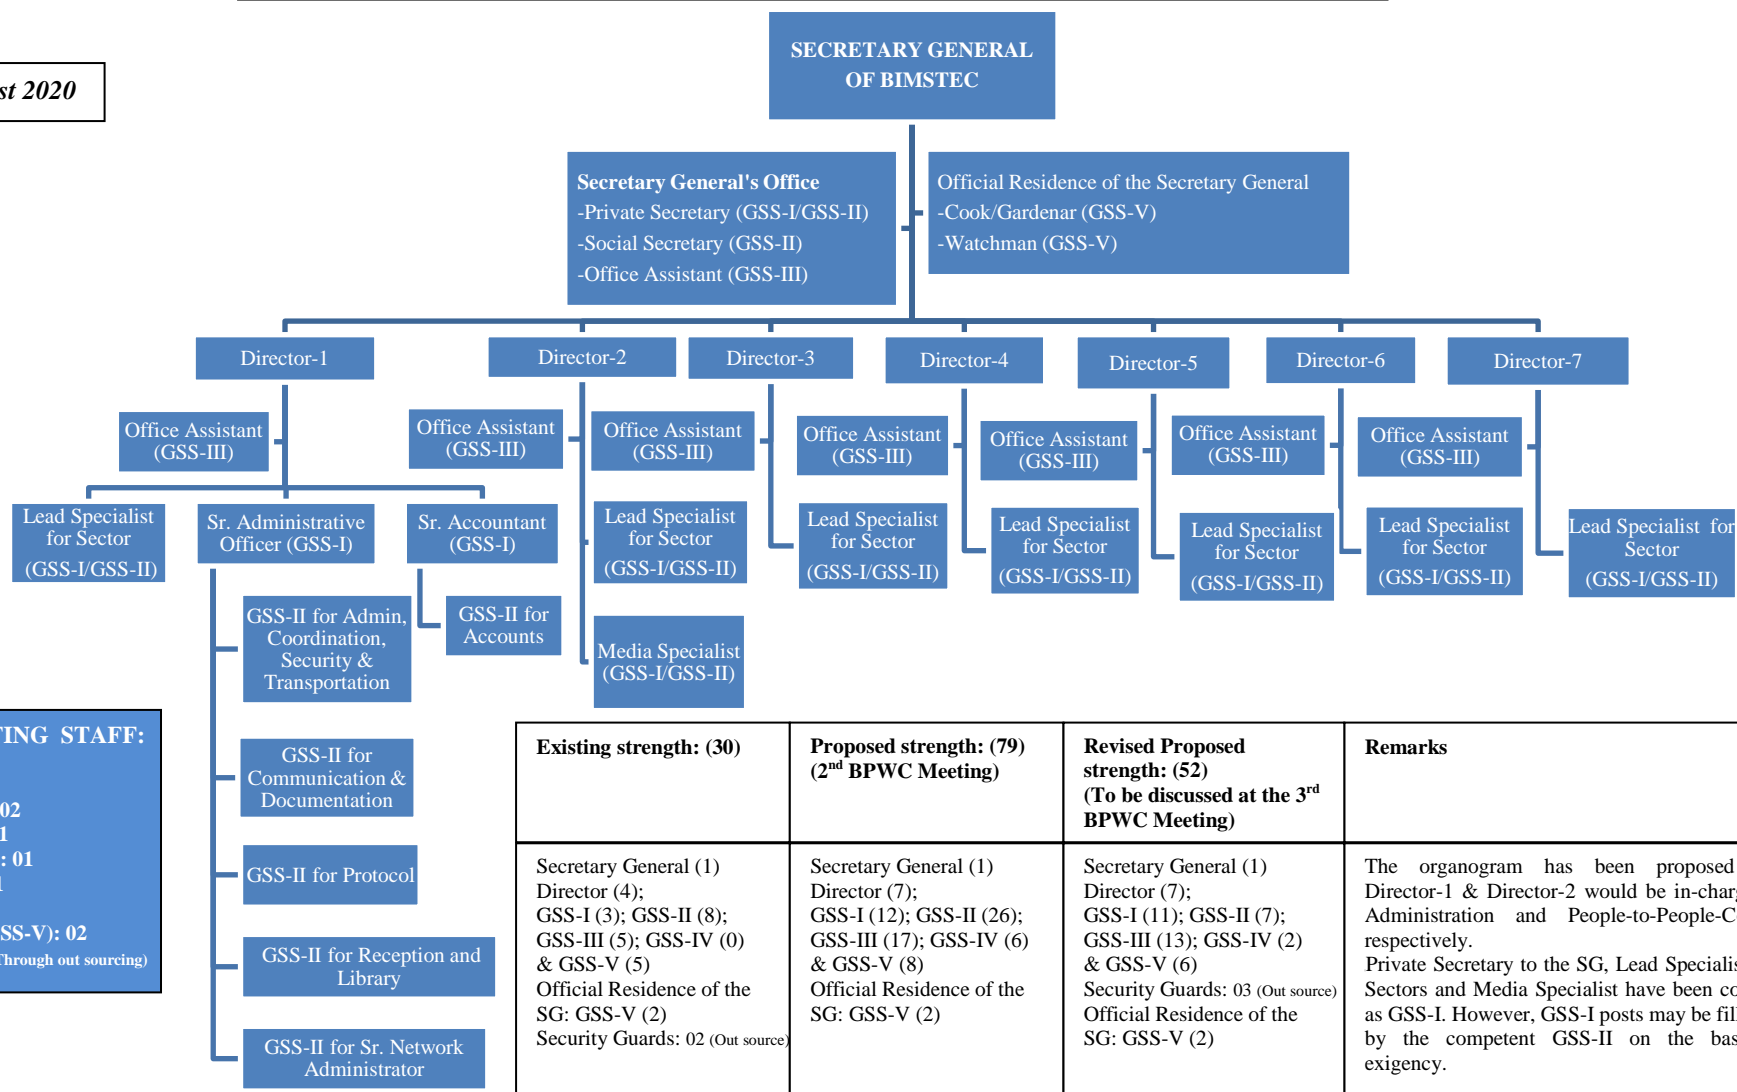 SECRETARY GENERAL
OF BIMSTEC
2020
Secretary General's Office
-Private Secretary (GSS-I/GSS-II)
-Social Secretary (GSS-II)
-Office Assistant (GSS-III)
Official Residence of the Secretary General
-Cook/Gardenar (GSS-V)
-Watchman (GSS-V)
Director-1
Director-2
Director-3
Director-4
Director-5
Director-6
Director-7
Office Assistant
(GSS-III)
Office Assistant
(GSS-III)
Office Assistant
(GSS-III)
Office Assistant
(GSS-III)
Office Assistant
(GSS-III)
Office Assistant
(GSS-III)
Office Assistant
(GSS-III)
Lead Specialist
for Sector
(GSS-I/GSS-II)
Sr. Administrative
Officer (GSS-I)
Sr. Accountant
(GSS-I)
Lead Specialist
for Sector
(GSS-I/GSS-II)
Lead Specialist
for Sector
(GSS-I/GSS-II)
Lead Specialist
for Sector
(GSS-I/GSS-II)
Lead Specialist
for Sector
(GSS-I/GSS-II)
Lead Specialist
for Sector
(GSS-I/GSS-II)
Lead Specialist for
Sector
(GSS-I/GSS-II)
GSS-II for Admin,
Coordination,
Security &
Transportation
GSS-II for
Accounts
Media Specialist
(GSS-I/GSS-II)
GSS-II for
Communication &
Documentation
GSS-II for Protocol
GSS-II for Reception and
Library
GSS-II for Sr. Network
Administrator
STAFF:
02
: 01
: 02
Through out sourcing)
Existing strength: (30)
Proposed strength: (79)
(2nd BPWC Meeting)
Revised Proposed
strength: (52)
(To be discussed at the 3rd
BPWC Meeting)
Remarks
Secretary General (1)
Director (4);
GSS-I (3); GSS-II (8);
GSS-III (5); GSS-IV (0)
& GSS-V (5)
Official Residence of the
SG: GSS-V (2)
Security Guards: 02 (Out source)
Secretary General (1)
Director (7);
GSS-I (12); GSS-II (26);
GSS-III (17); GSS-IV (6)
& GSS-V (8)
Official Residence of the
SG: GSS-V (2)
Secretary General (1)
Director (7);
GSS-I (11); GSS-II (7);
GSS-III (13); GSS-IV (2)
& GSS-V (6)
Security Guards: 03 (Out source)
Official Residence of the
SG: GSS-V (2)
The organogram has been proposed
Director-1 & Director-2 would be
Administration and
respectively.
Private Secretary to the SG, Lead
Sectors and Media Specialist have been
as GSS-I. However, GSS-I posts may be
by the competent GSS-II on the
exigency.